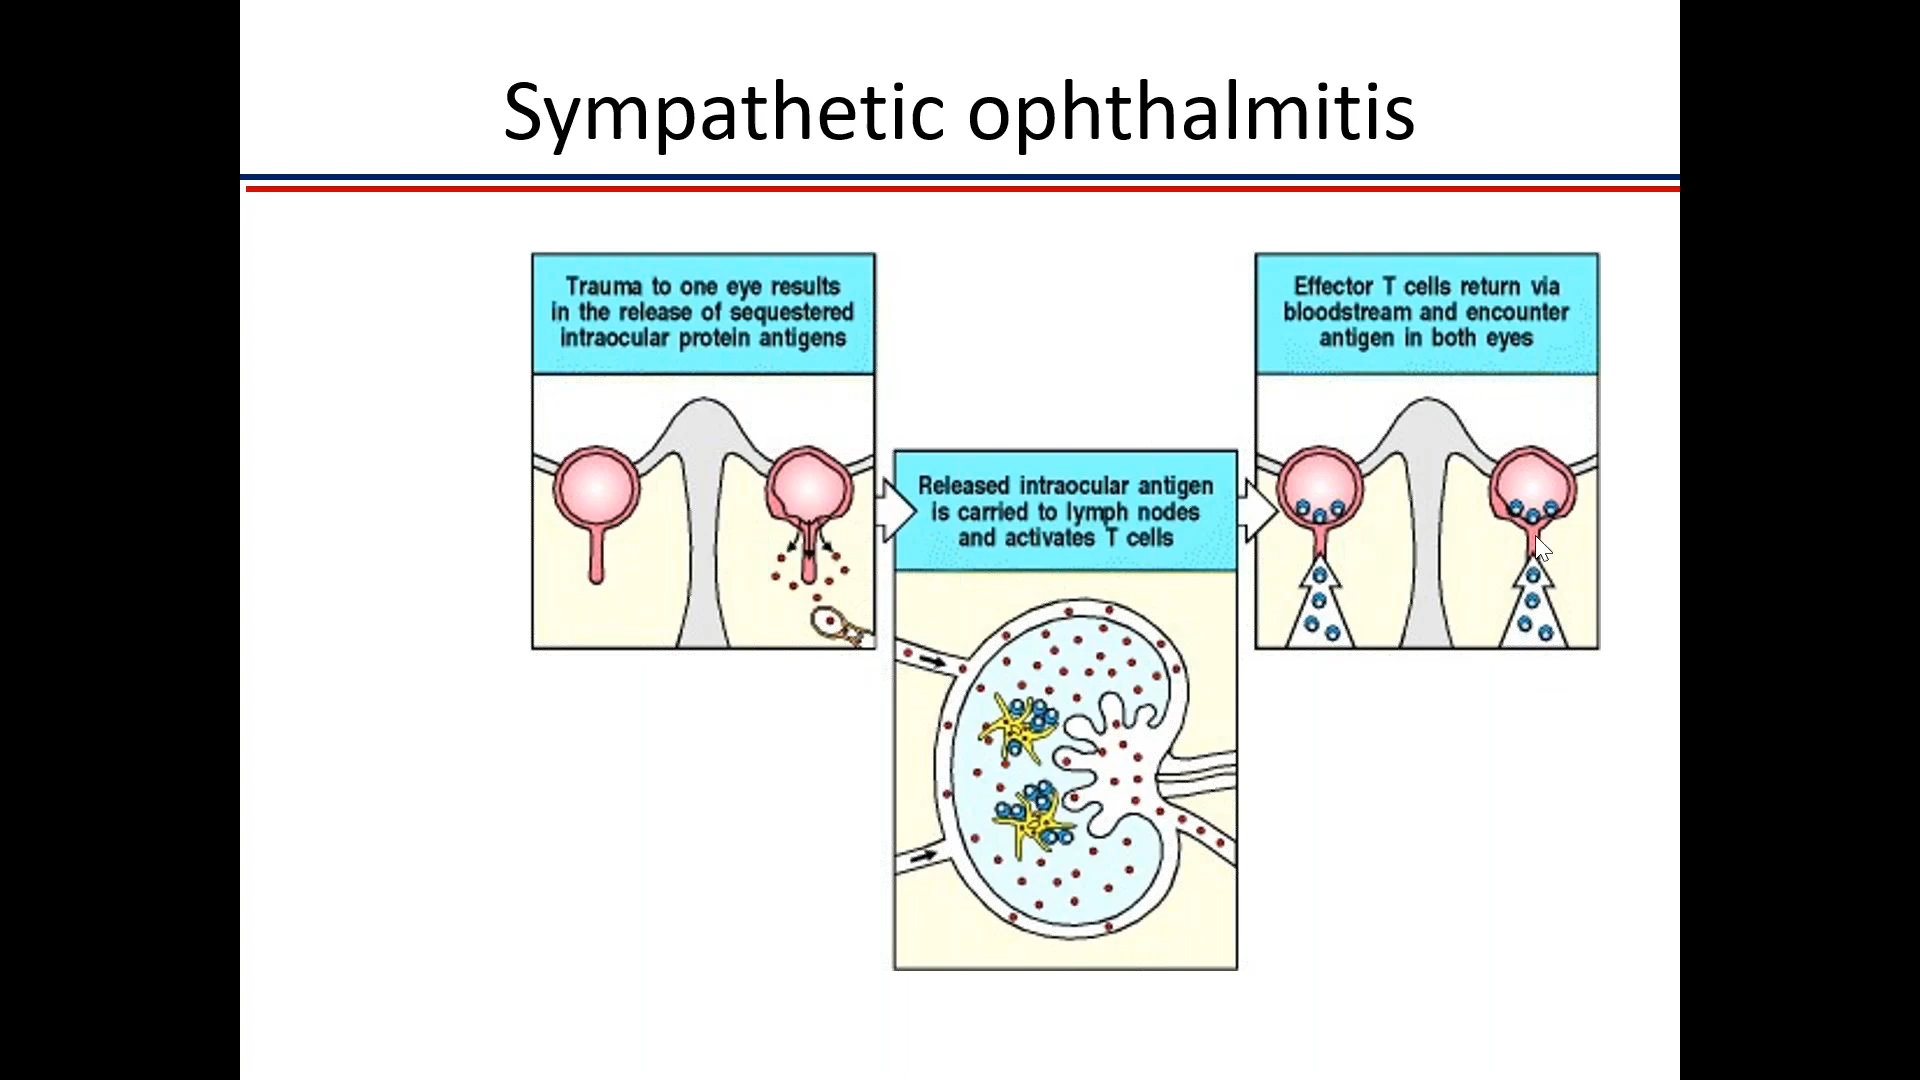 Sympathetic ophthalmitis
Trauma to one eye results
in the release of sequestered
intraocular protein antigens
Released intraocular antigen
is carried to lymph nodes
and activates T cells
Effector T cells return via
bloodstream and encounter
antigen in both eyes